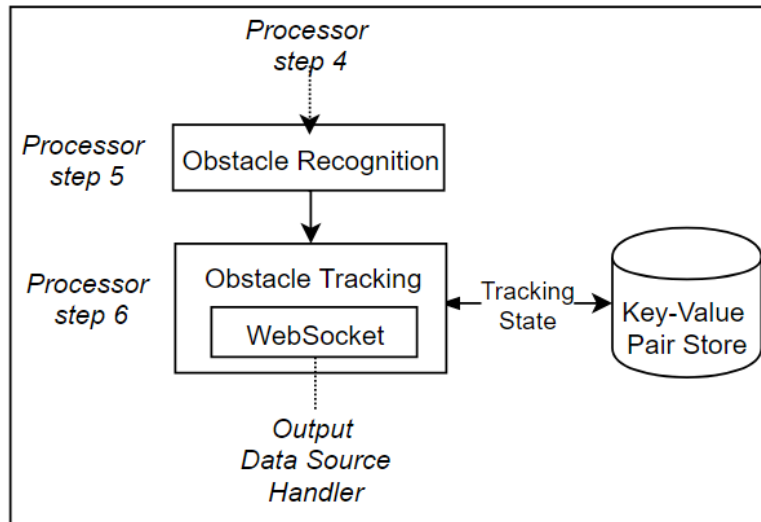 Processor
step 4
Processor
step 5
Obstacle Recognition
Processor
step 6
Obstacle Tracking
WebSocket
Tracking
State
Key-Value
Pair Store
Output
Data Source
Handler